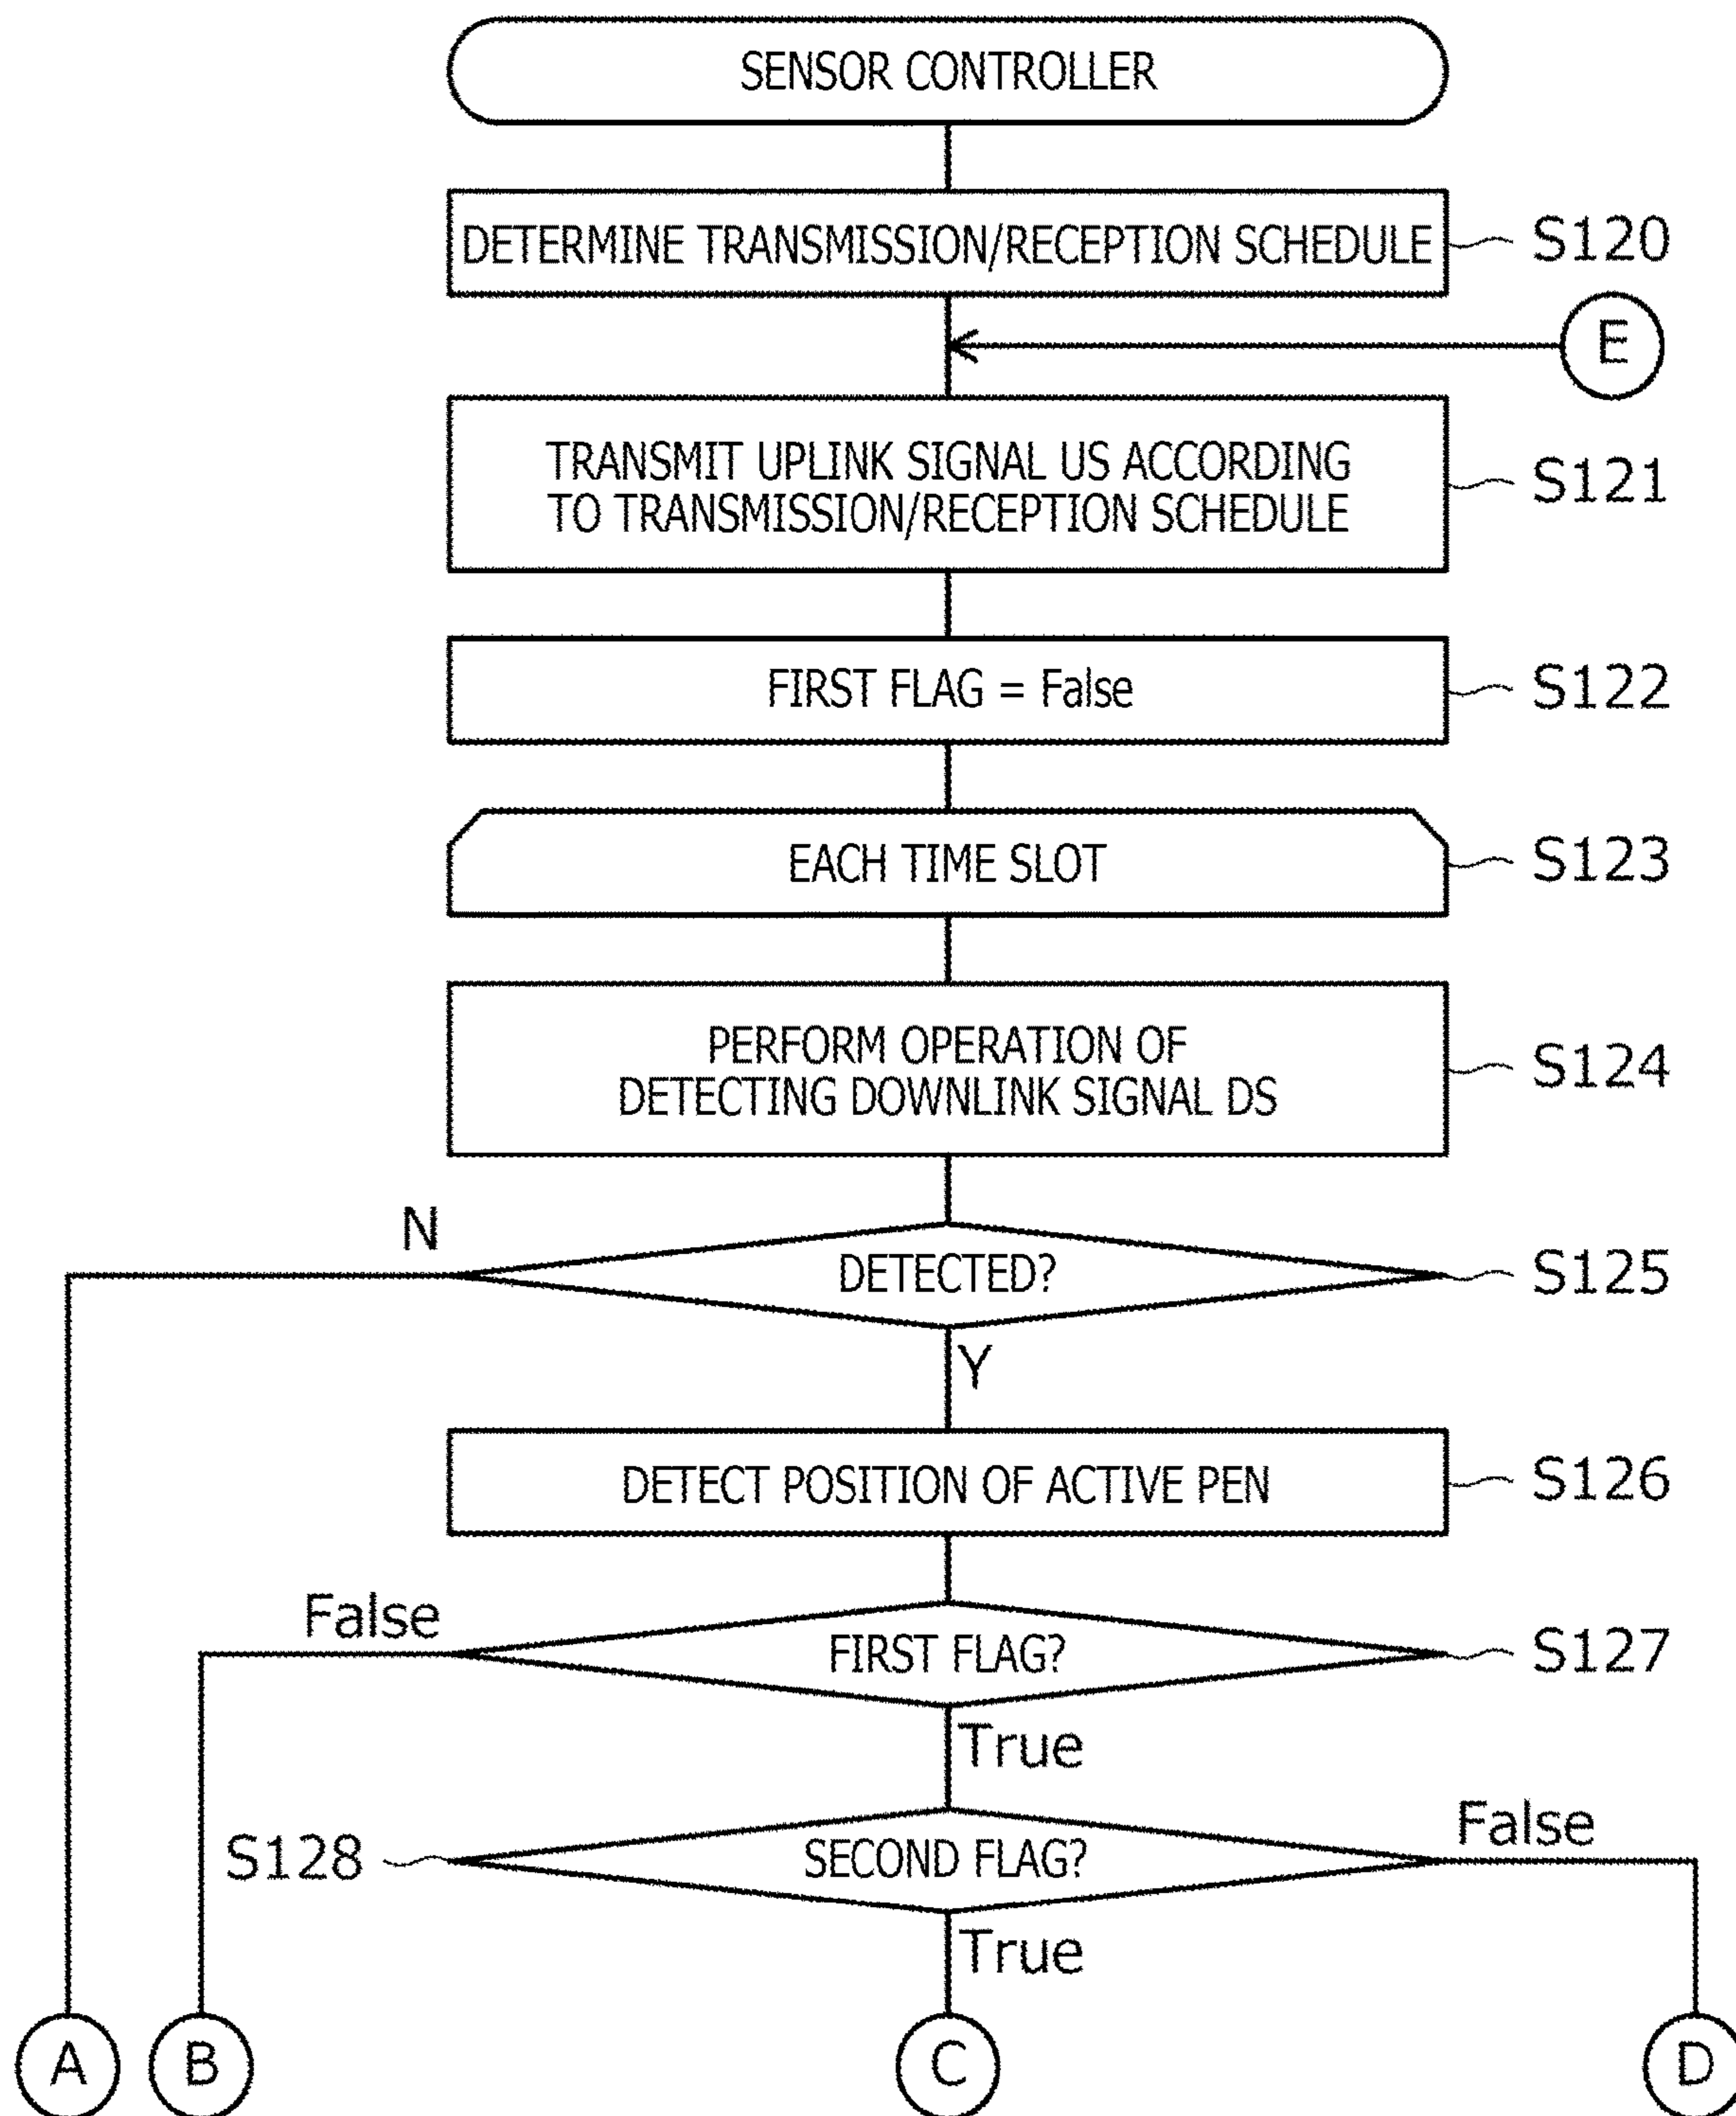 SENSOR CONTROLLER
DETERMINE TRANSMISSION/RECEPTION SCHEDULE
S120
E
TRANSMIT UPLINK SIGNAL US ACCORDING
TO TRANSMISSION/RECEPTION SCHEDULE
S121
FIRST FLAG = False
S122
EACH TIME SLOT
S123
PERFORM OPERATION OF
DETECTING DOWNLINK SIGNAL DS
S124
N
DETECTED?
S125
Y
DETECT POSITION OF ACTIVE PEN
S126
False
FIRST FLAG?
S127
True
S128
SECOND FLAG?
False
True
A
B
C
D